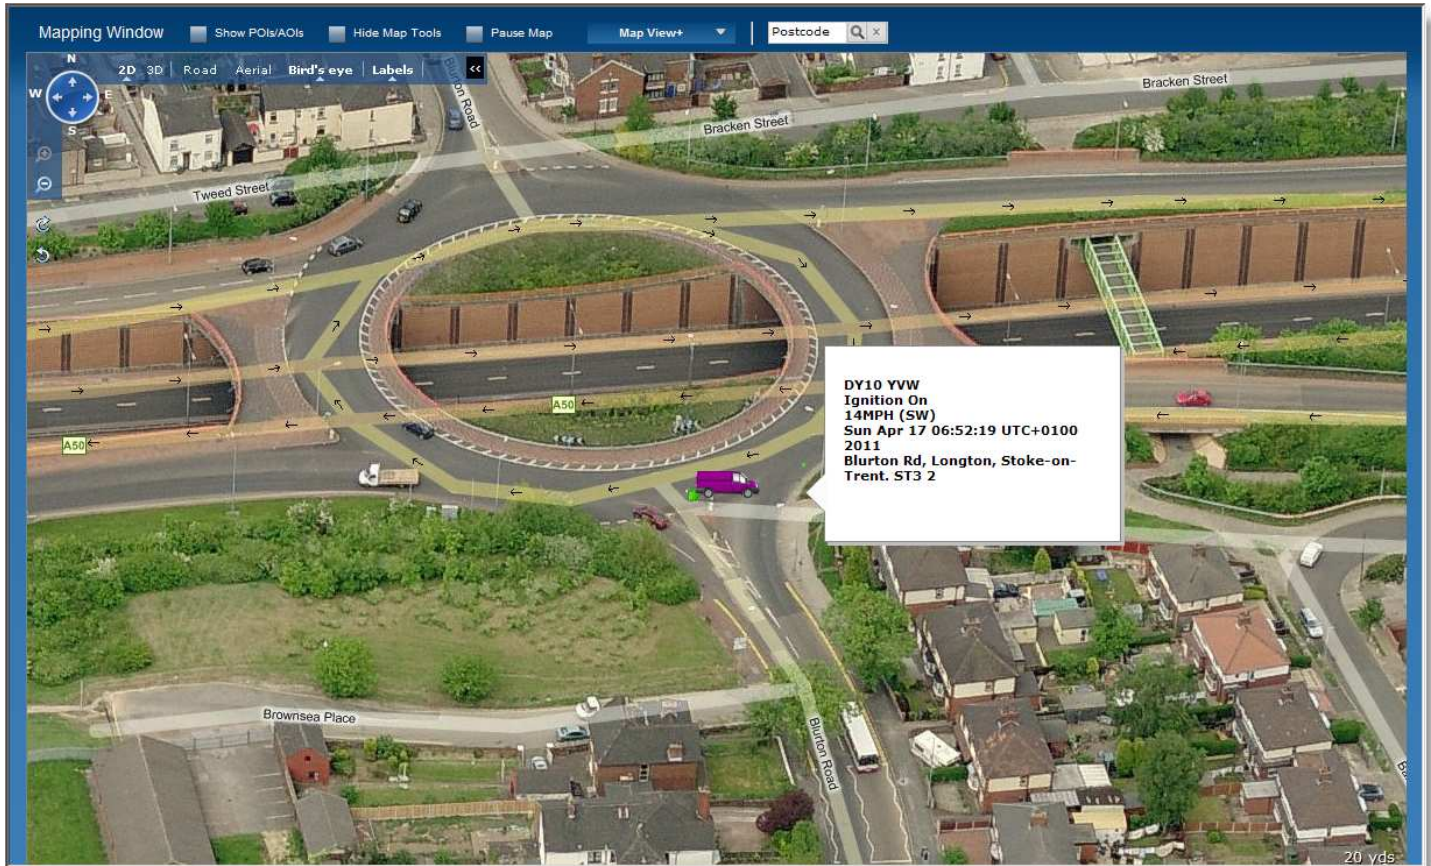 Mapping Window Show POIs/AOIs Hide Map Tools Pause Map Map View+ Postcode x
N
2D 3D Road Aerial Bird's eye Labels <<
W E
S
Blurton Road
Bracken Street
Bracken Street
Tweed Street
A50
A50
DY10 YVW
Ignition On
14MPH (SW)
Sun Apr 17 06:52:19 UTC+0100
2011
Blurton Rd, Longton, Stoke-on-
Trent. ST3 2
Brownsea Place
Blurton Road
20 yds